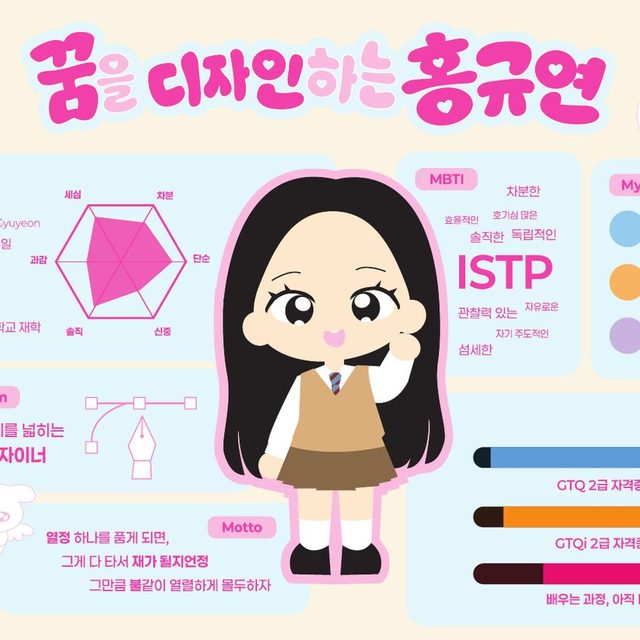 꿈을 디자인하는 홍규연
세심
차분
단순
신중
솔직
과감
Gyuyeon
일
학교 재학
MBTI
차분한
효율적인
호기심 많은
솔직한
독립적인
ISTP
관찰력 있는
자유로운
자기 주도적인
섬세한
My
m
를 넓히는
자이너
Motto
열정 하나를 품게 되면,
그게 다 타서 재가 될지언정
그만큼 불같이 열렬하게 몰두하자
GTQ 2급 자격증
GTQi 2급 자격증
배우는 과정, 아직